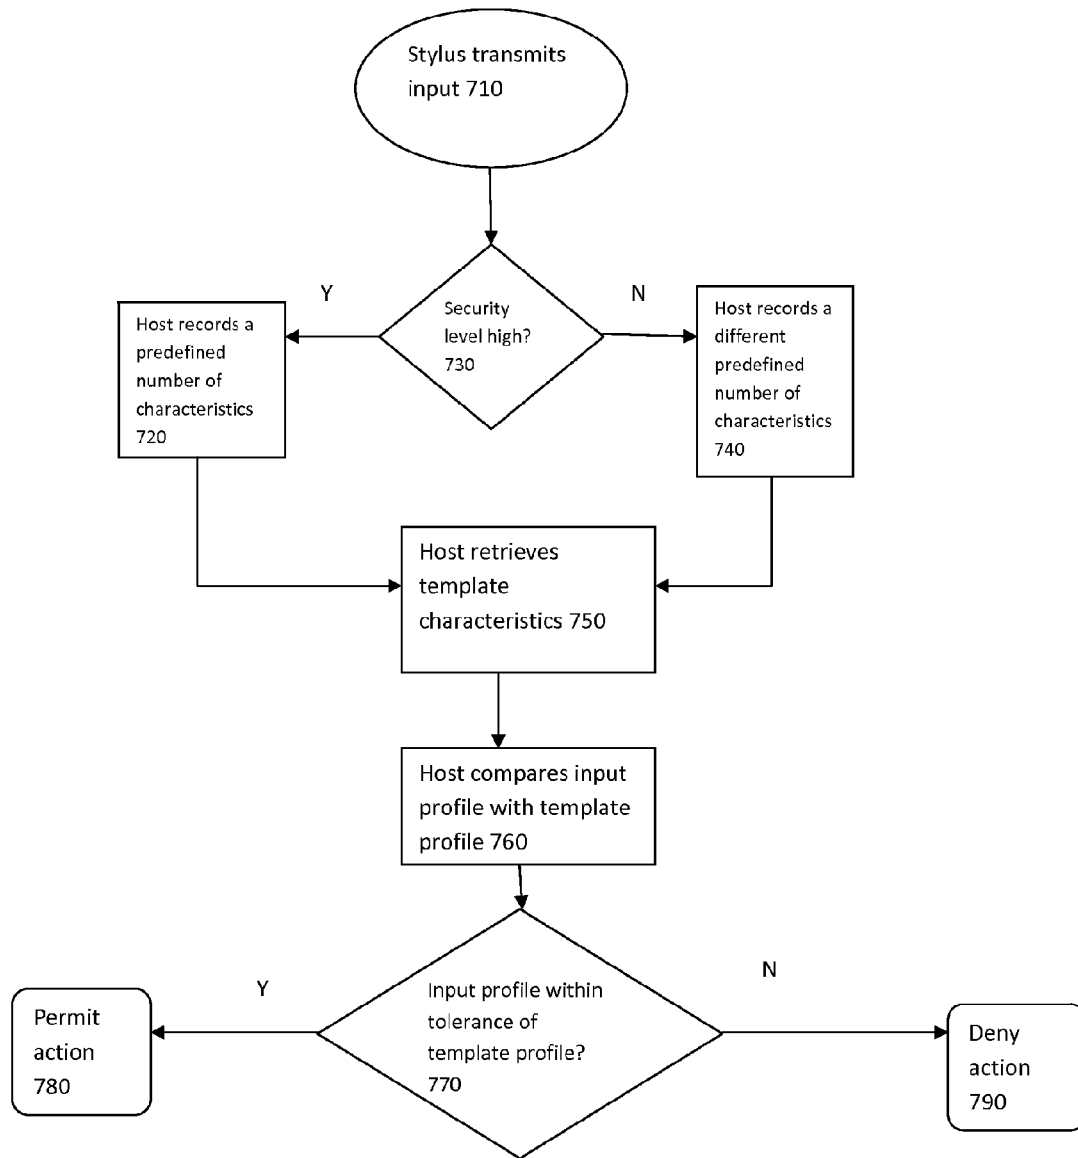 Stylus transmits
input 710
Y
N
Security
level high?
730
Host records a
predefined
number of
characteristics
720
Host records a
different
predefined
number of
characteristics
740
Host retrieves
template
characteristics 750
Host compares input
profile with template
profile 760
Y
N
Input profile within
tolerance of
template profile?
770
Permit
action
780
Deny
action
790